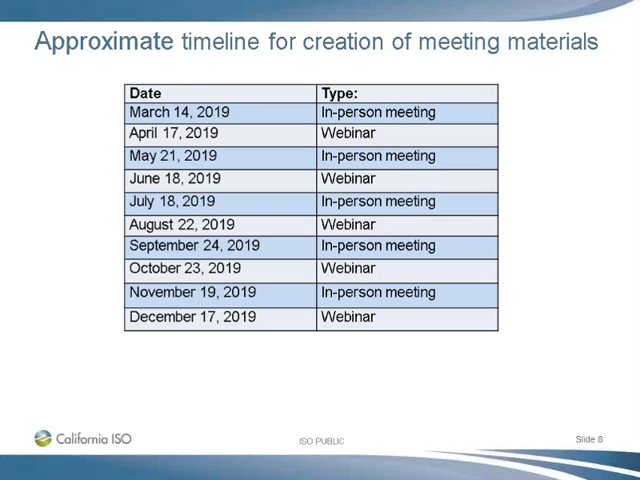 Approximate timeline for creation of meeting materials
Date Type:
March 14, 2019 In-person meeting
April 17, 2019 Webinar
May 21, 2019 In-person meeting
June 18, 2019 Webinar
July 18, 2019 In-person meeting
August 22, 2019 Webinar
September 24, 2019 In-person meeting
October 23, 2019 Webinar
November 19, 2019 In-person meeting
December 17, 2019 Webinar
California ISO
ISO PUBLIC
Slide 8